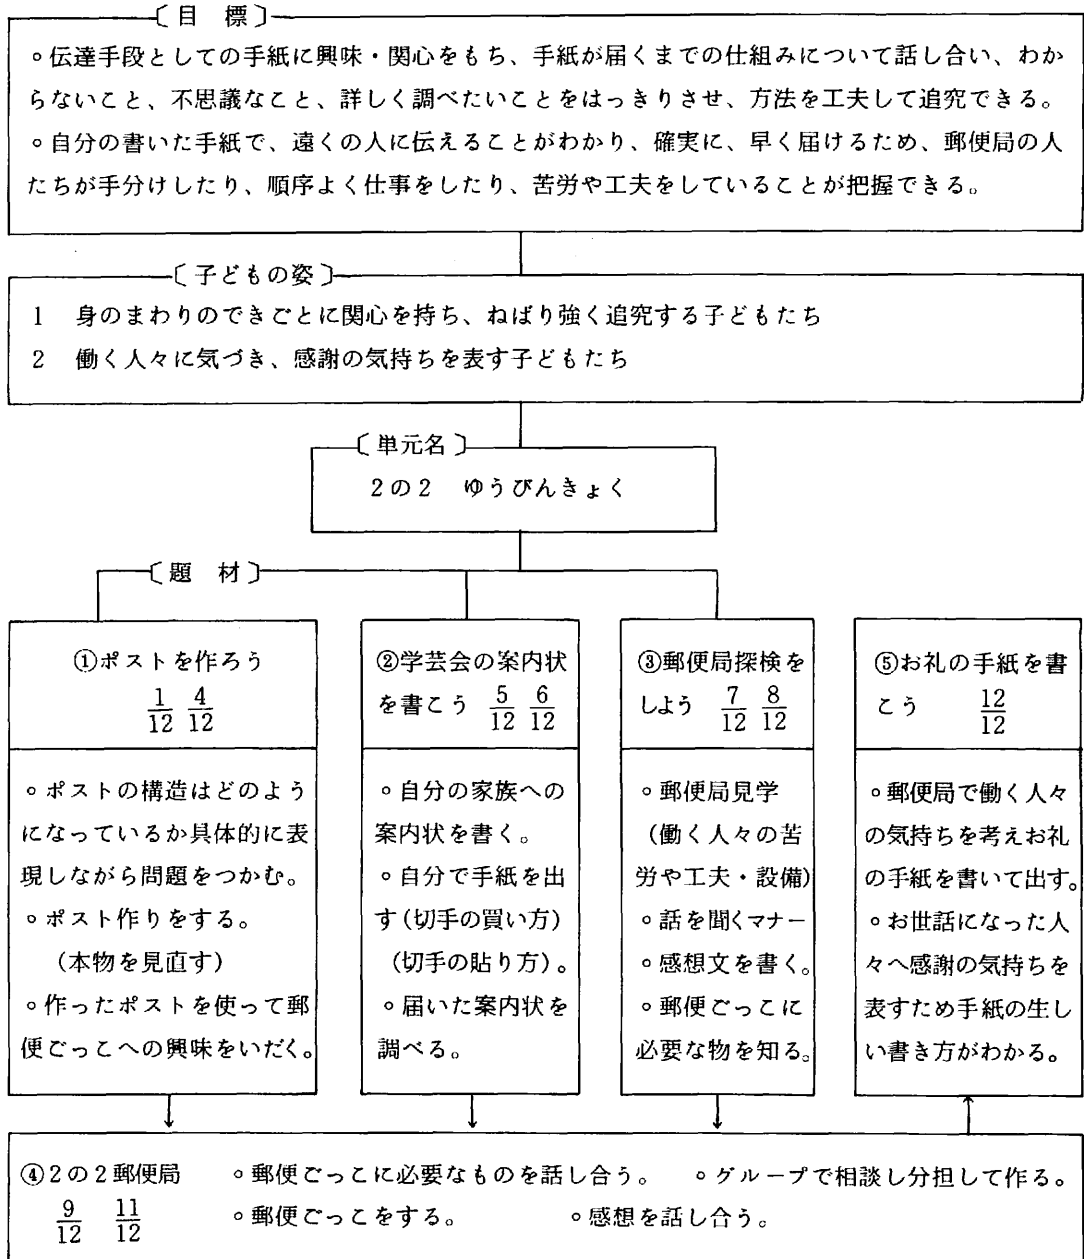 〔目　標〕
◦伝達手段としての手紙に興味・関心をもち、手紙が届くまでの仕組みについて話し合い、わか
らないこと、不思議なこと、詳しく調べたいことをはっきりさせ、方法を工夫して追究できる。
◦自分の書いた手紙で、遠くの人に伝えることがわかり、確実に、早く届けるため、郵便局の人
たちが手分けしたり、順序よく仕事をしたり、苦労や工夫をしていることが把握できる。
〔子どもの姿〕
1　身のまわりのできごとに関心を持ち、ねばり強く追究する子どもたち
2　働く人々に気づき、感謝の気持ちを表す子どもたち
〔単元名〕
2の2　ゆうびんきょく
〔題　材〕
①ポストを作ろう
1/12 4/12
◦ポストの構造はどのよう
になっているか具体的に表
現しながら問題をつかむ。
◦ポスト作りをする。
（本物を見直す）
◦作ったポストを使って郵
便ごっこへの興味をいだく。
②学芸会の案内状
を書こう 5/12 6/12
◦自分の家族への
案内状を書く。
◦自分で手紙を出
す(切手の買い方)
(切手の貼り方)。
◦届いた案内状を
調べる。
③郵便局探検を
しよう 7/12 8/12
◦郵便局見学
(働く人々の苦
労や工夫・設備)
◦話を聞くマナー
◦感想文を書く。
◦郵便ごっこに
必要な物を知る。
⑤お礼の手紙を書
こう 12/12
◦郵便局で働く人々
の気持ちを考えお礼
の手紙を書いて出す。
◦お世話になった人
々へ感謝の気持ちを
表すため手紙の生し
い書き方がわかる。
④2の2郵便局　◦郵便ごっこに必要なものを話し合う。　◦グループで相談し分担して作る。
9/12 11/12　◦郵便ごっこをする。　◦感想を話し合う。